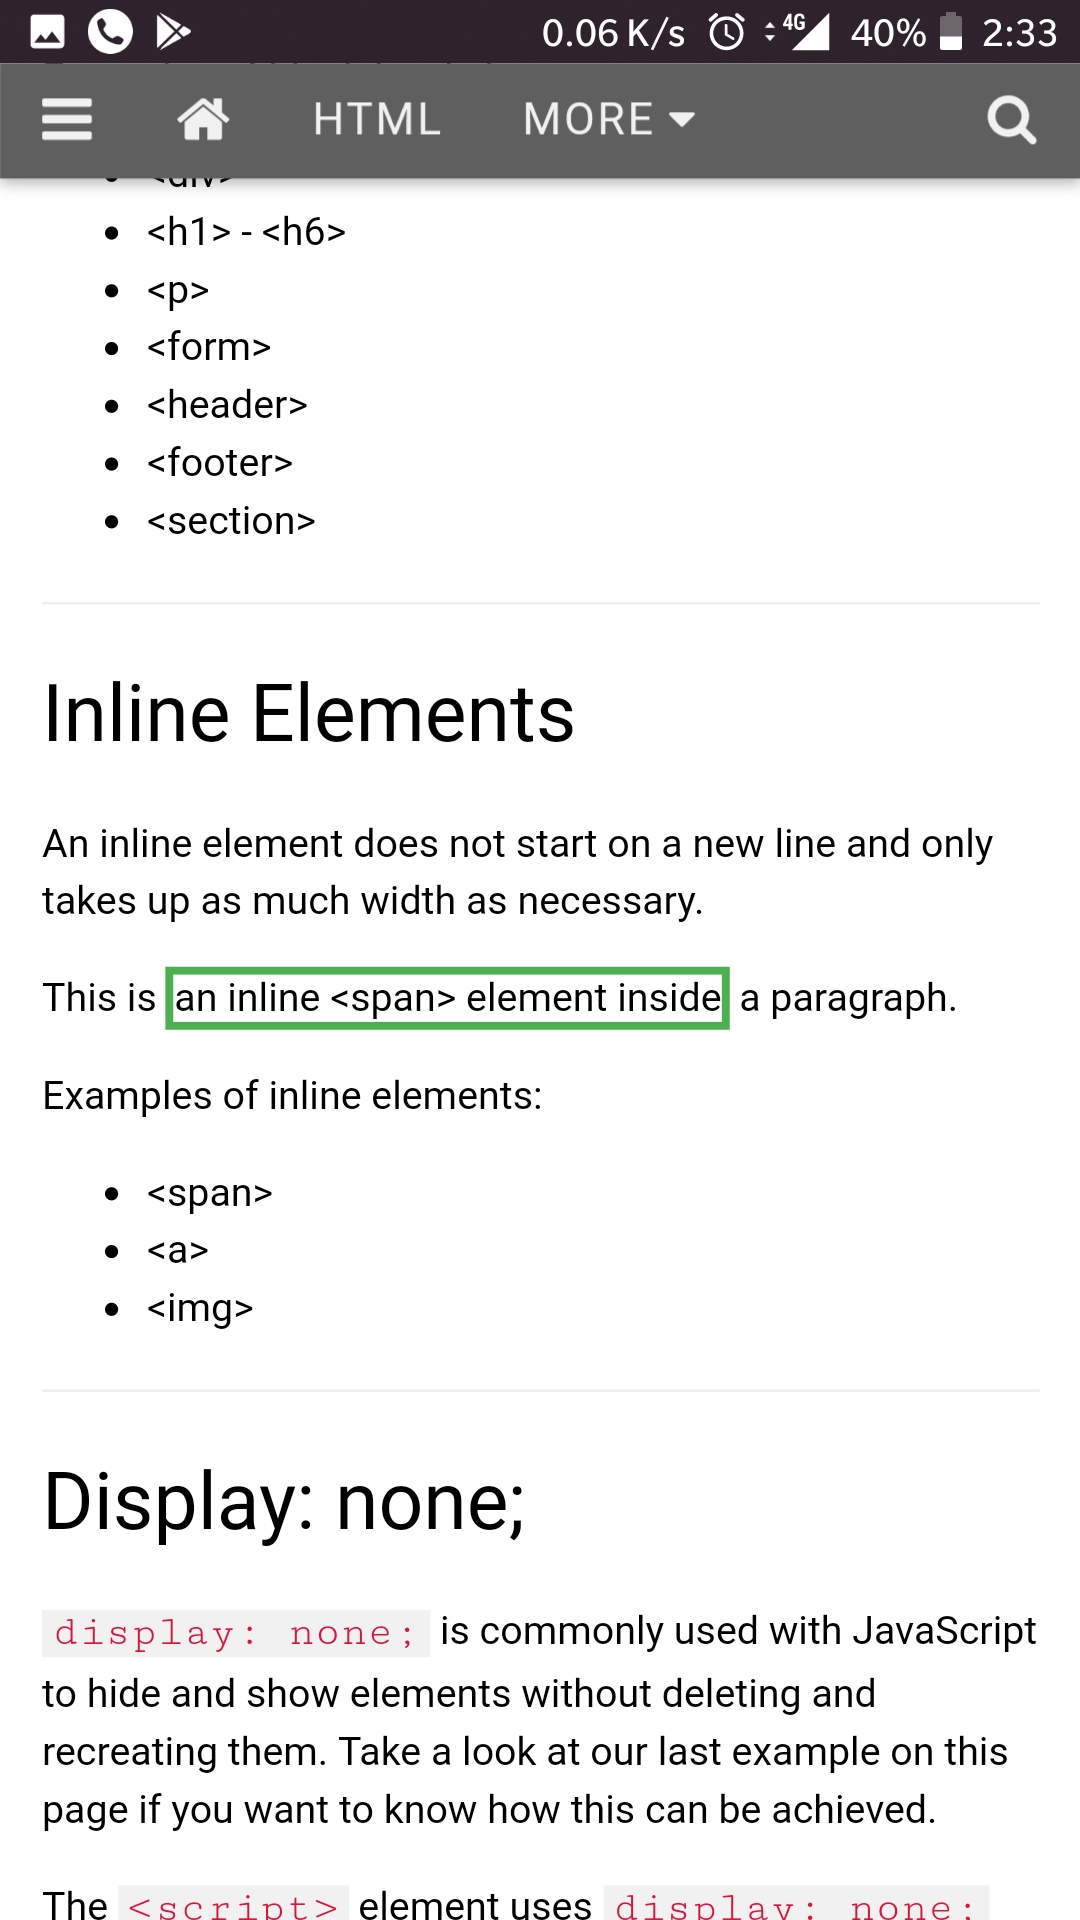 0.06 K/s 4G 40% 2:33
HTML MORE
<div>
• <h1> - <h6>
• <p>
• <form>
• <header>
• <footer>
• <section>
Inline Elements
An inline element does not start on a new line and only
takes up as much width as necessary.
This is an inline <span> element inside a paragraph.
Examples of inline elements:
• <span>
• <a>
• <img>
Display: none;
display: none; is commonly used with JavaScript
to hide and show elements without deleting and
recreating them. Take a look at our last example on this
page if you want to know how this can be achieved.
The <script> element uses display: none;